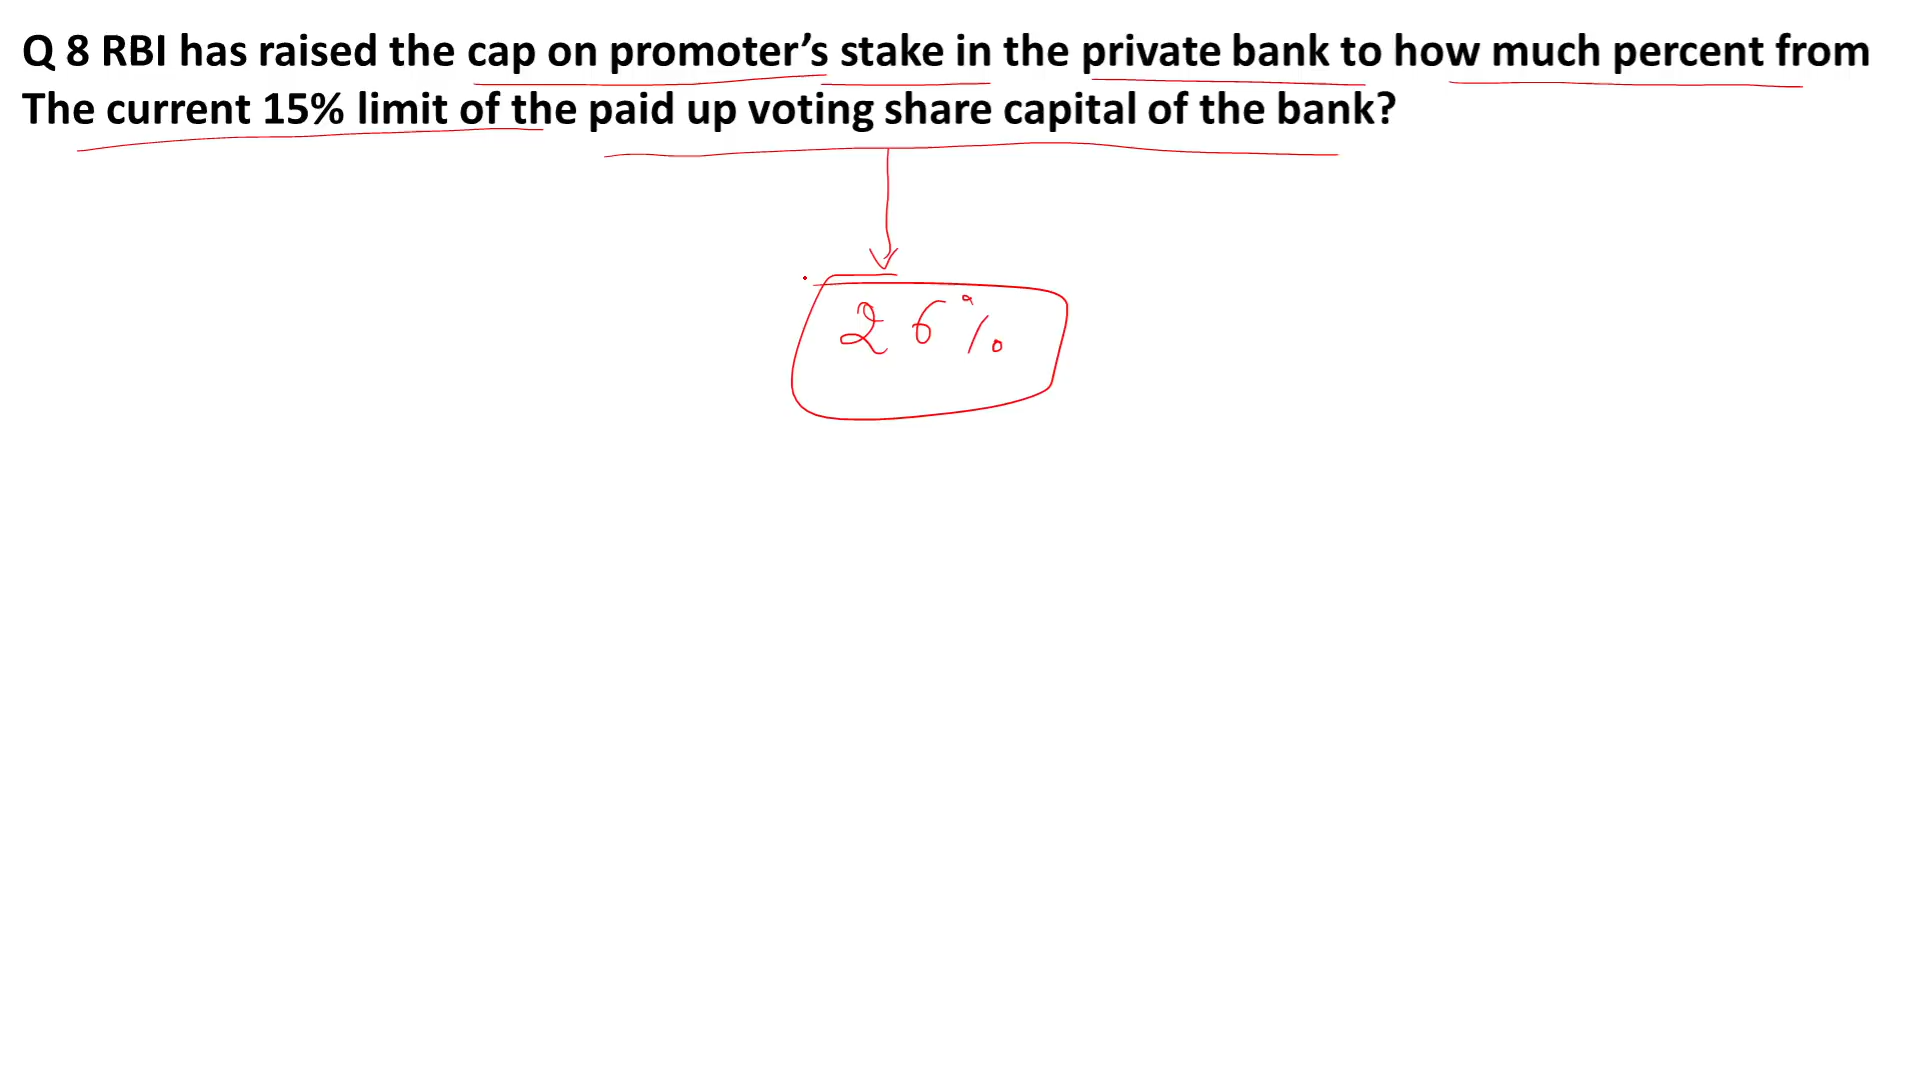 Q 8 RBI has raised the cap on promoter’s stake in the private bank to how much percent from
The current 15% limit of the paid up voting share capital of the bank?
26%